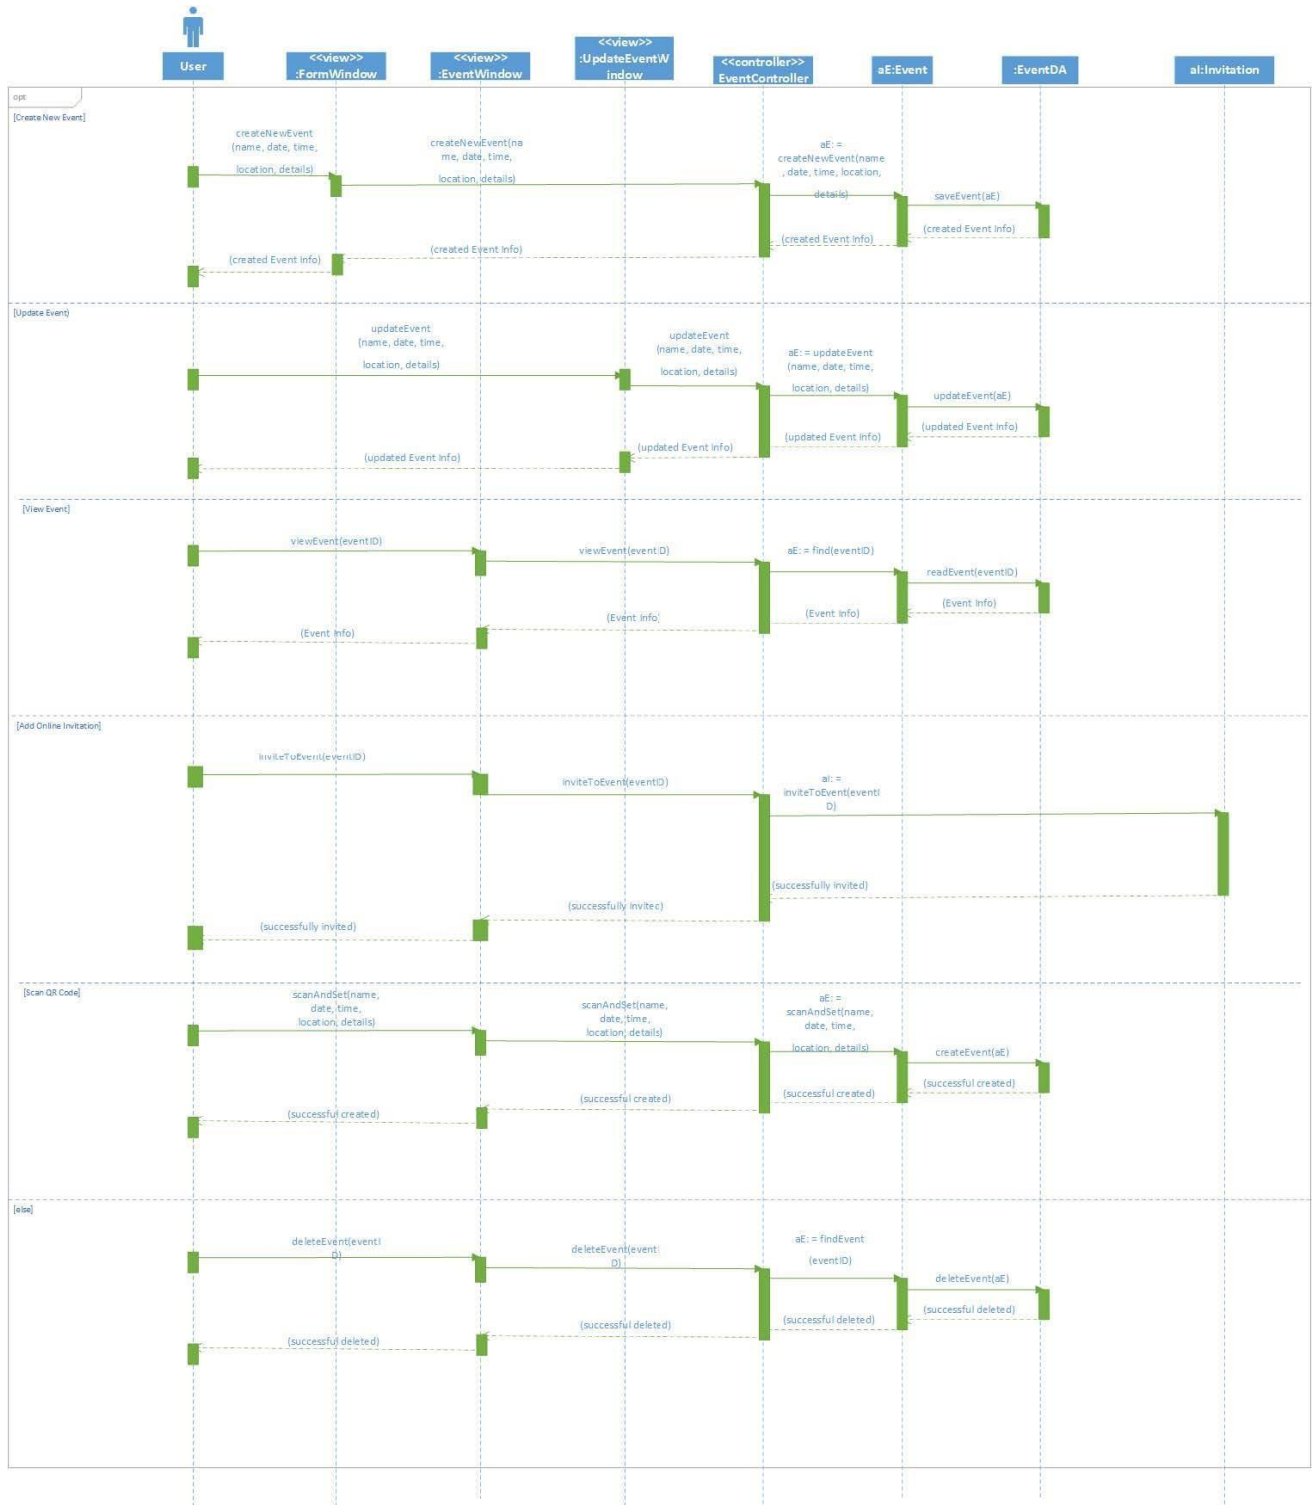 User
<<view>>
:FormWindow
<<view>>
:EventWindow
<<view>>
:UpdateEventW
indow
<<controller>>
EventController
aE:Event
:EventDA
aI:Invitation
opt
[Create New Event]
createNewEvent
(name, date, time,
location, details)
createNewEvent(na
me, date, time,
location, details)
aE: =
createNewEvent(name
, date, time, location,
details)
saveEvent(aE)
(created Event Info)
(created Event Info)
(created Event Info)
(created Event Info)
[Update Event)
updateEvent
(name, date, time,
location, details)
updateEvent
(name, date, time,
location, details)
aE: = updateEvent
(name, date, time,
location, details)
updateEvent(aE)
(updated Event Info)
(updated Event Info)
(updated Event Info)
(updated Event Info)
[View Event]
viewEvent(eventID)
viewEvent(eventID)
aE: = find(eventID)
readEvent(eventID)
(Event Info)
(Event Info)
(Event Info)
(Event Info)
[Add Online Invitation]
inviteToEvent(eventID)
inviteToEvent(eventID)
aI: =
inviteToEvent(eventI
D)
(successfully invited)
(successfully invited)
(successfully invited)
[Scan QR Code]
scanAndSet(name,
date, time,
location, details)
scanAndSet(name,
date, time,
location, details)
aE: =
scanAndSet(name,
date, time,
location, details)
createEvent(aE)
(successful created)
(successful created)
(successful created)
(successful created)
[else]
deleteEvent(eventI
D)
deleteEvent(eventI
D)
aE: = findEvent
(eventID)
deleteEvent(aE)
(successful deleted)
(successful deleted)
(successful deleted)
(successful deleted)